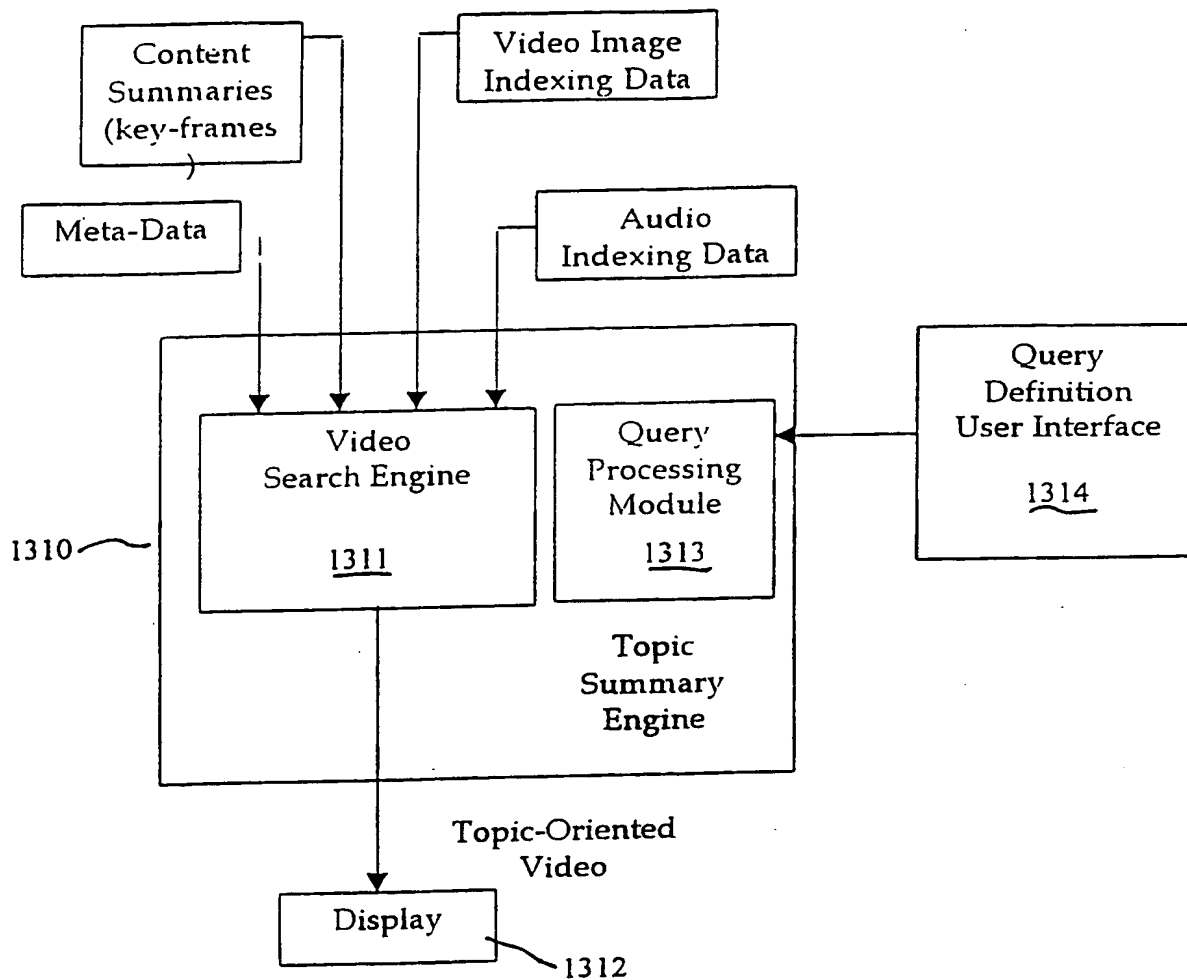 Content
Summaries
(key-frames
)
Video Image
Indexing Data
Meta-Data
Audio
Indexing Data
Video
Search Engine
1311
Query
Processing
Module
1313
Query
Definition
User Interface
1314
1310
Topic
Summary
Engine
Topic-Oriented
Video
Display
1312